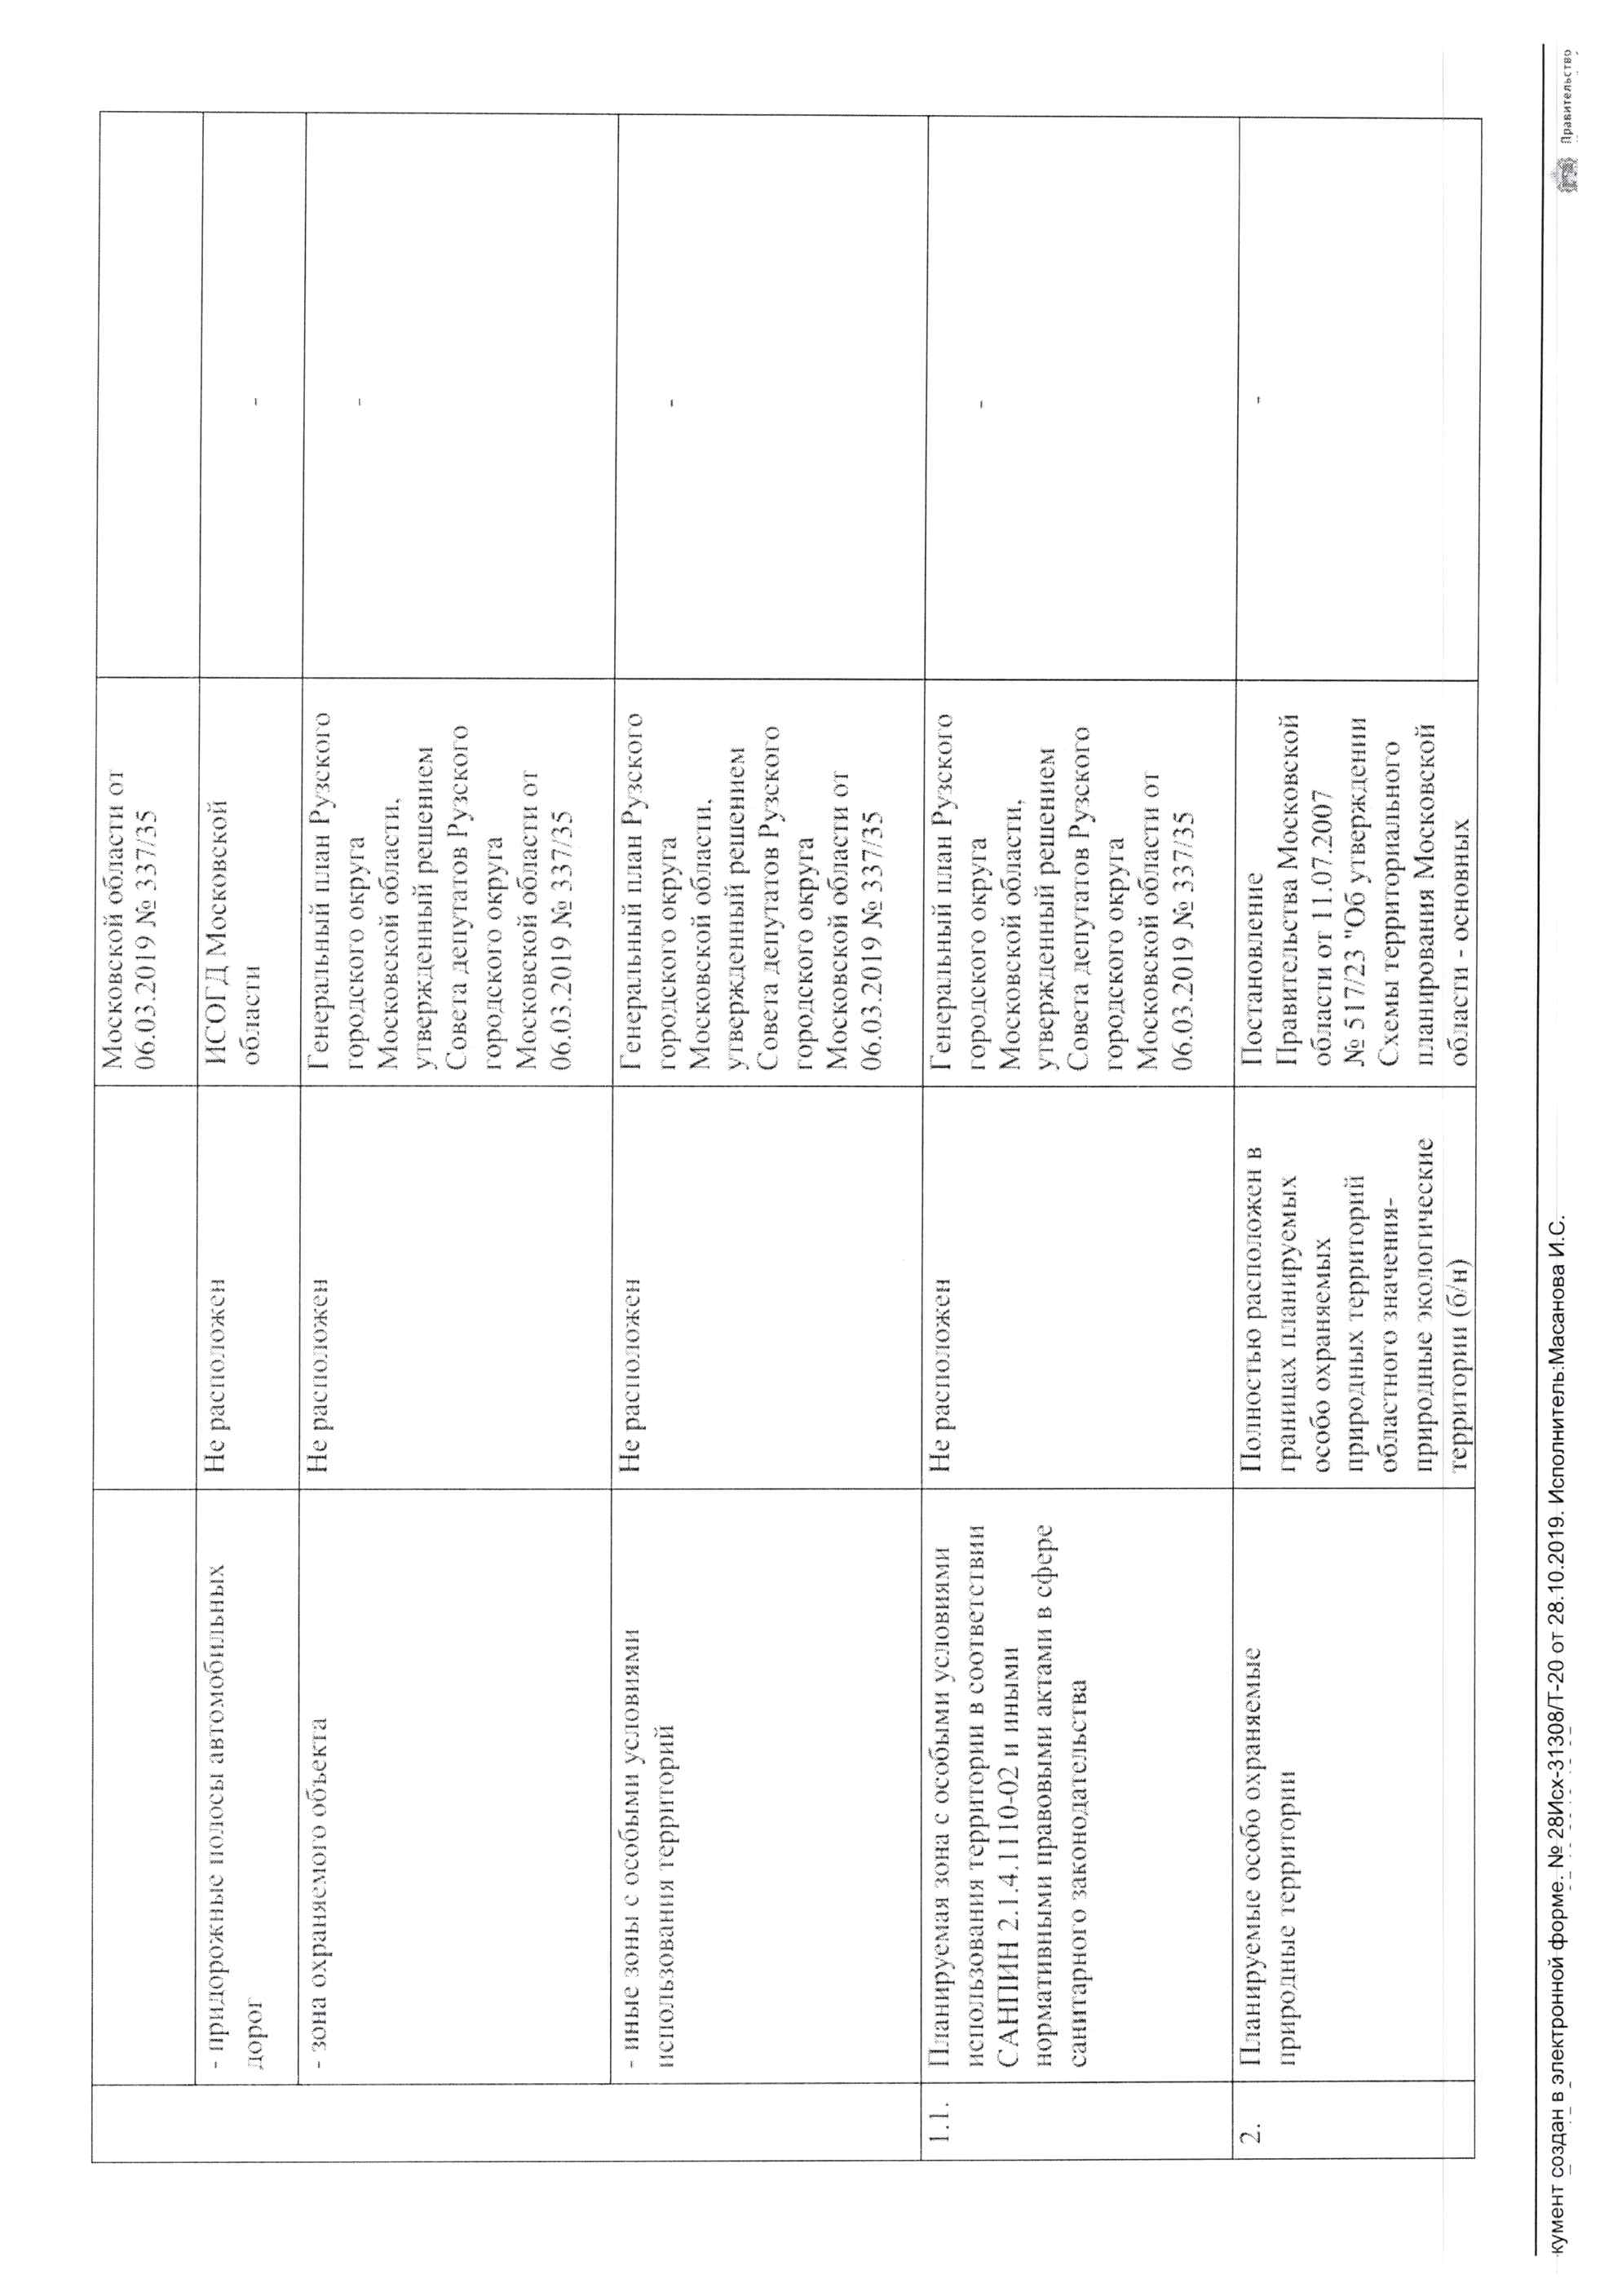 Московской области от
06.03.2019 № 337/35
- придорожные полосы автомобильных
дорог
Не расположен
ИСОГД Московской
области
-
- зона охраняемого объекта
Не расположен
Генеральный план Рузского
городского округа
Московской области,
утвержденный решением
Совета депутатов Рузского
городского округа
Московской области от
06.03.2019 № 337/35
-
- иные зоны с особыми условиями
использования территорий
Не расположен
Генеральный план Рузского
городского округа
Московской области,
утвержденный решением
Совета депутатов Рузского
городского округа
Московской области от
06.03.2019 № 337/35
-
1.1.
Планируемая зона с особыми условиями
использования территории в соответствии
САНПИН 2.1.4.1110-02 и иными
нормативными правовыми актами в сфере
санитарного законодательства
Не расположен
Генеральный план Рузского
городского округа
Московской области,
утвержденный решением
Совета депутатов Рузского
городского округа
Московской области от
06.03.2019 № 337/35
-
2.
Планируемые особо охраняемые
природные территории
Полностью расположен в
границах планируемых
особо охраняемых
природных территорий
областного значения-
природные экологические
территории (б/н)
Постановление
Правительства Московской
области от 11.07.2007
№ 517/23 "Об утверждении
Схемы территориального
планирования Московской
области - основных
-
кумент создан в электронной форме. № 28Исх-31308/Т-20 от 28.10.2019. Исполнитель:Масанова И.С.
Правительство